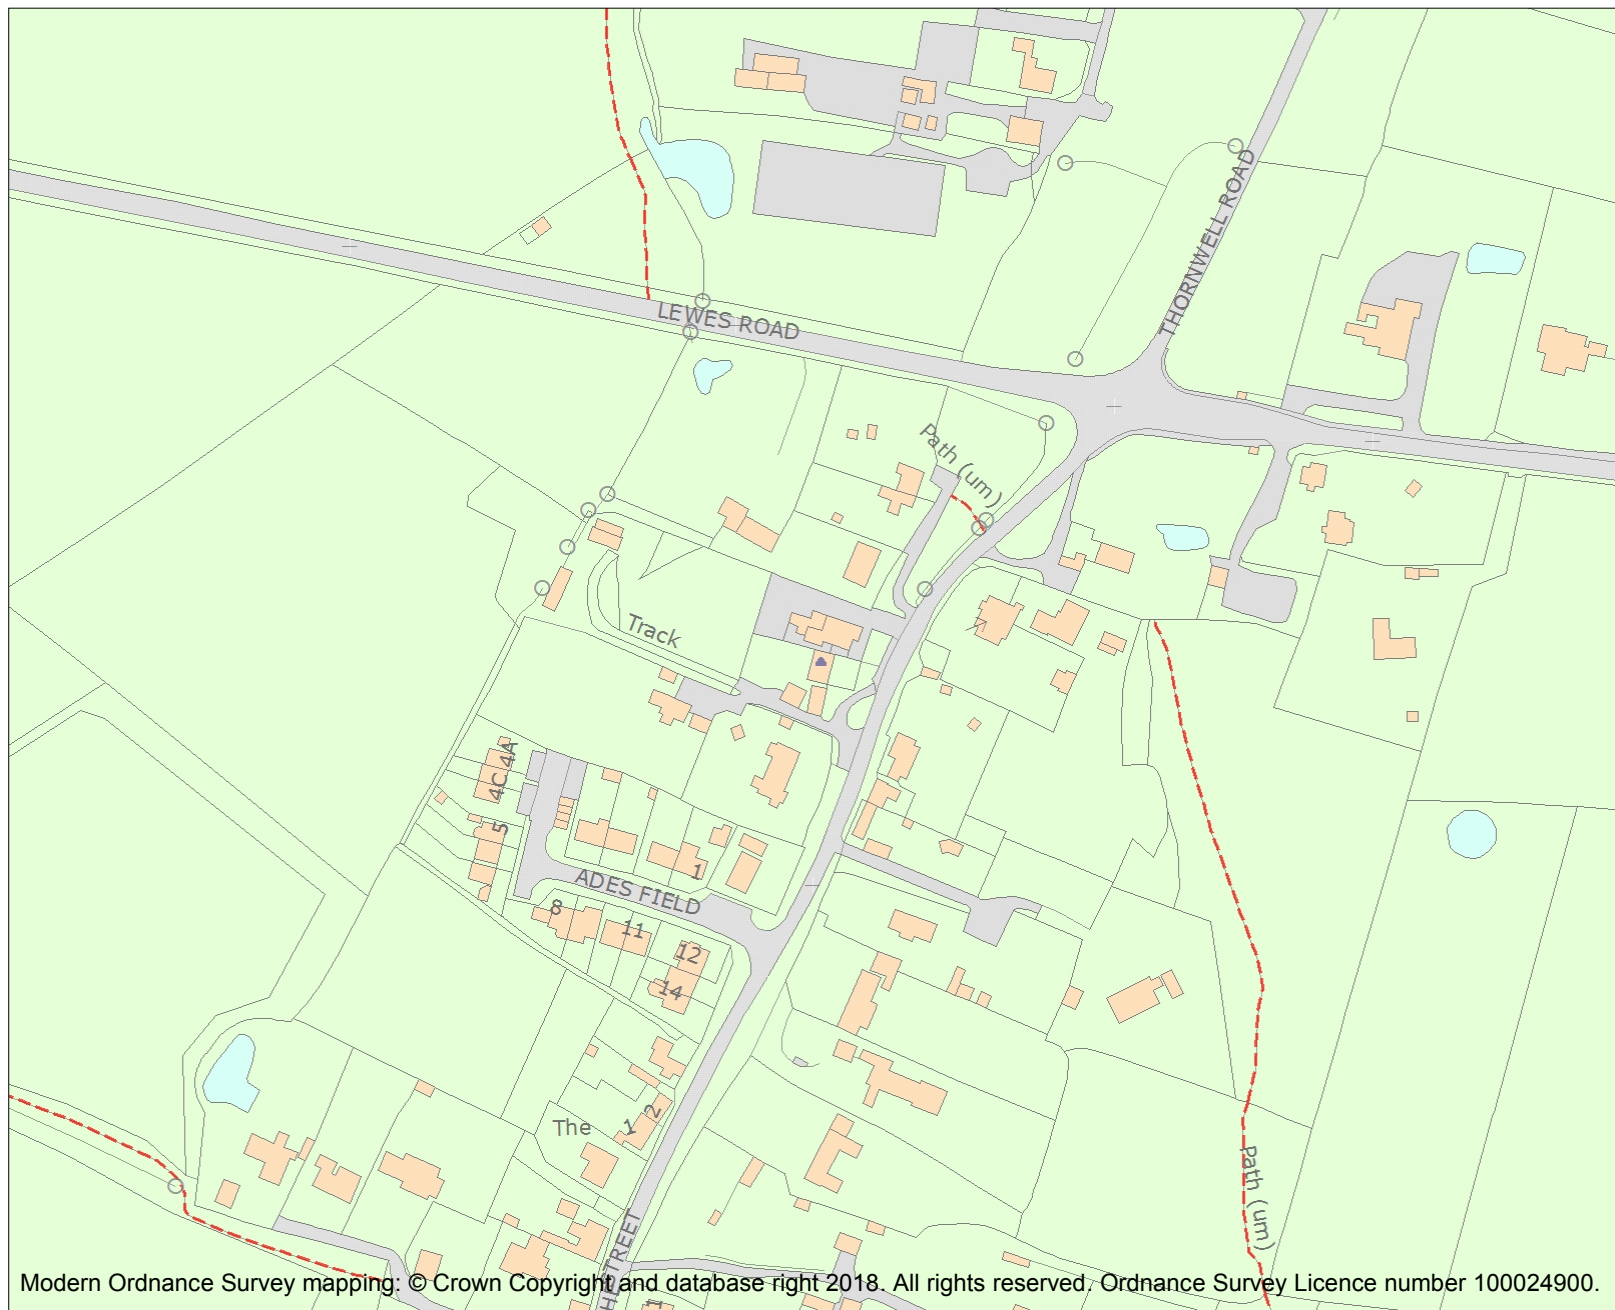 THORNWELL ROAD
LEWES ROAD
Path (um)
Track
4A
4C
5
1
ADES FIELD
8
11
12
14
The
1
2
Path (um)
STREET
1
Modern Ordnance Survey mapping: © Crown Copyright and database right 2018. All rights reserved. Ordnance Survey Licence number 100024900.